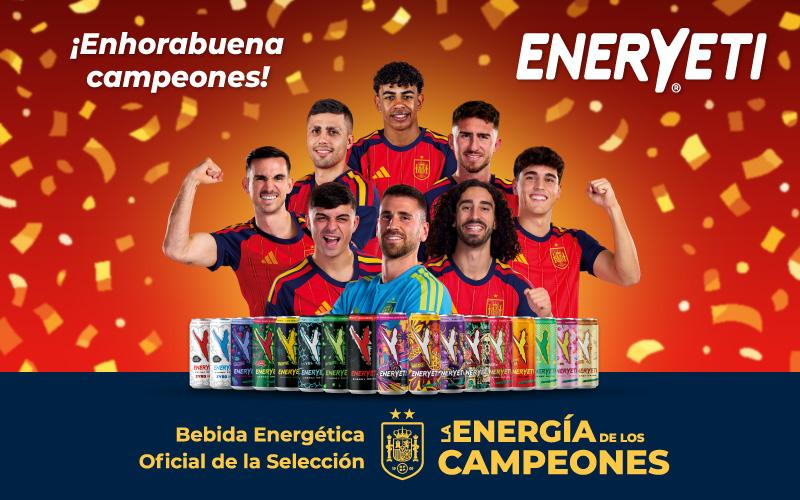 ¡Enhorabuena
campeones!
ENERYETI
®
Bebida Energética
Oficial de la Selección
LA ENERGÍA DE LOS
CAMPEONES